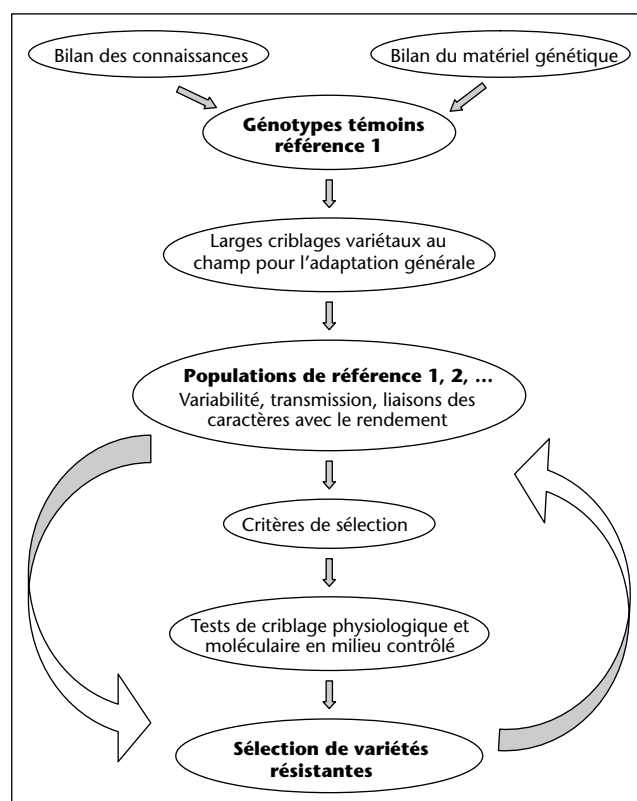 Bilan des connaissances
Bilan du matériel génétique
Génotypes témoins
référence 1
Larges criblages variétaux au
champ pour l'adaptation générale
Populations de référence 1, 2, ...
Variabilité, transmission, liaisons des
caractères avec le rendement
Critères de sélection
Tests de criblage physiologique et
moléculaire en milieu contrôlé
Sélection de variétés
résistantes